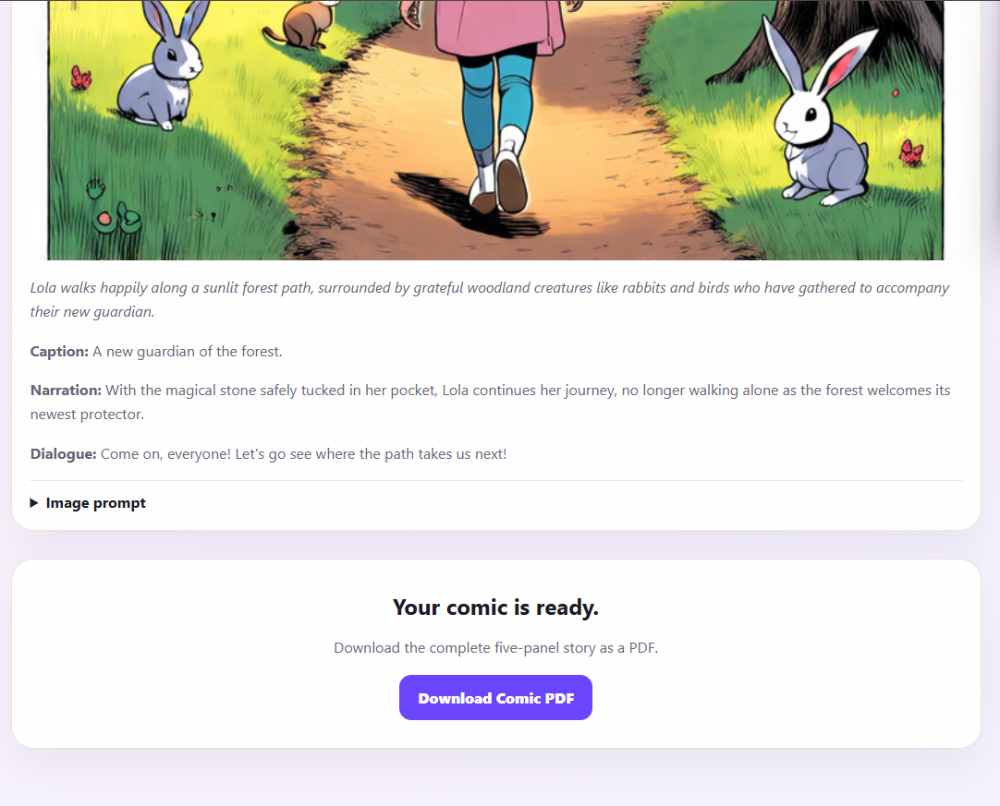 Lola walks happily along a sunlit forest path, surrounded by grateful woodland creatures like rabbits and birds who have gathered to accompany
their new guardian.
Caption: A new guardian of the forest.
Narration: With the magical stone safely tucked in her pocket, Lola continues her journey, no longer walking alone as the forest welcomes its
newest protector.
Dialogue: Come on, everyone! Let's go see where the path takes us next!
Image prompt
Your comic is ready.
Download the complete five-panel story as a PDF.
Download Comic PDF